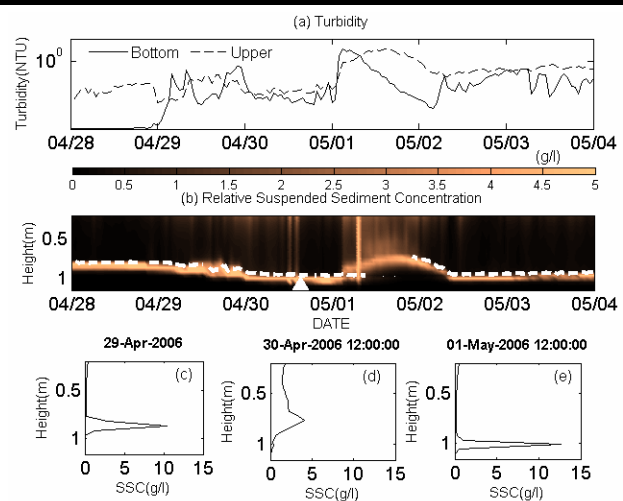 (a) Turbidity
Turbidity(NTU)
10^0
Bottom
Upper
04/28 04/29 04/30 05/01 05/02 05/03 05/04
(g/l)
0 0.5 1 1.5 2 2.5 3 3.5 4 4.5 5
(b) Relative Suspended Sediment Concentration
Height(m)
0.5
1
04/28 04/29 04/30 05/01 05/02 05/03 05/04
DATE
29-Apr-2006
30-Apr-2006 12:00:00
01-May-2006 12:00:00
Height(m)
0.5
1
(c)
0 5 10 15
SSC(g/l)
Height(m)
0.5
1
(d)
0 5 10 15
SSC(g/l)
Height(m)
0.5
1
(e)
0 5 10 15
SSC(g/l)